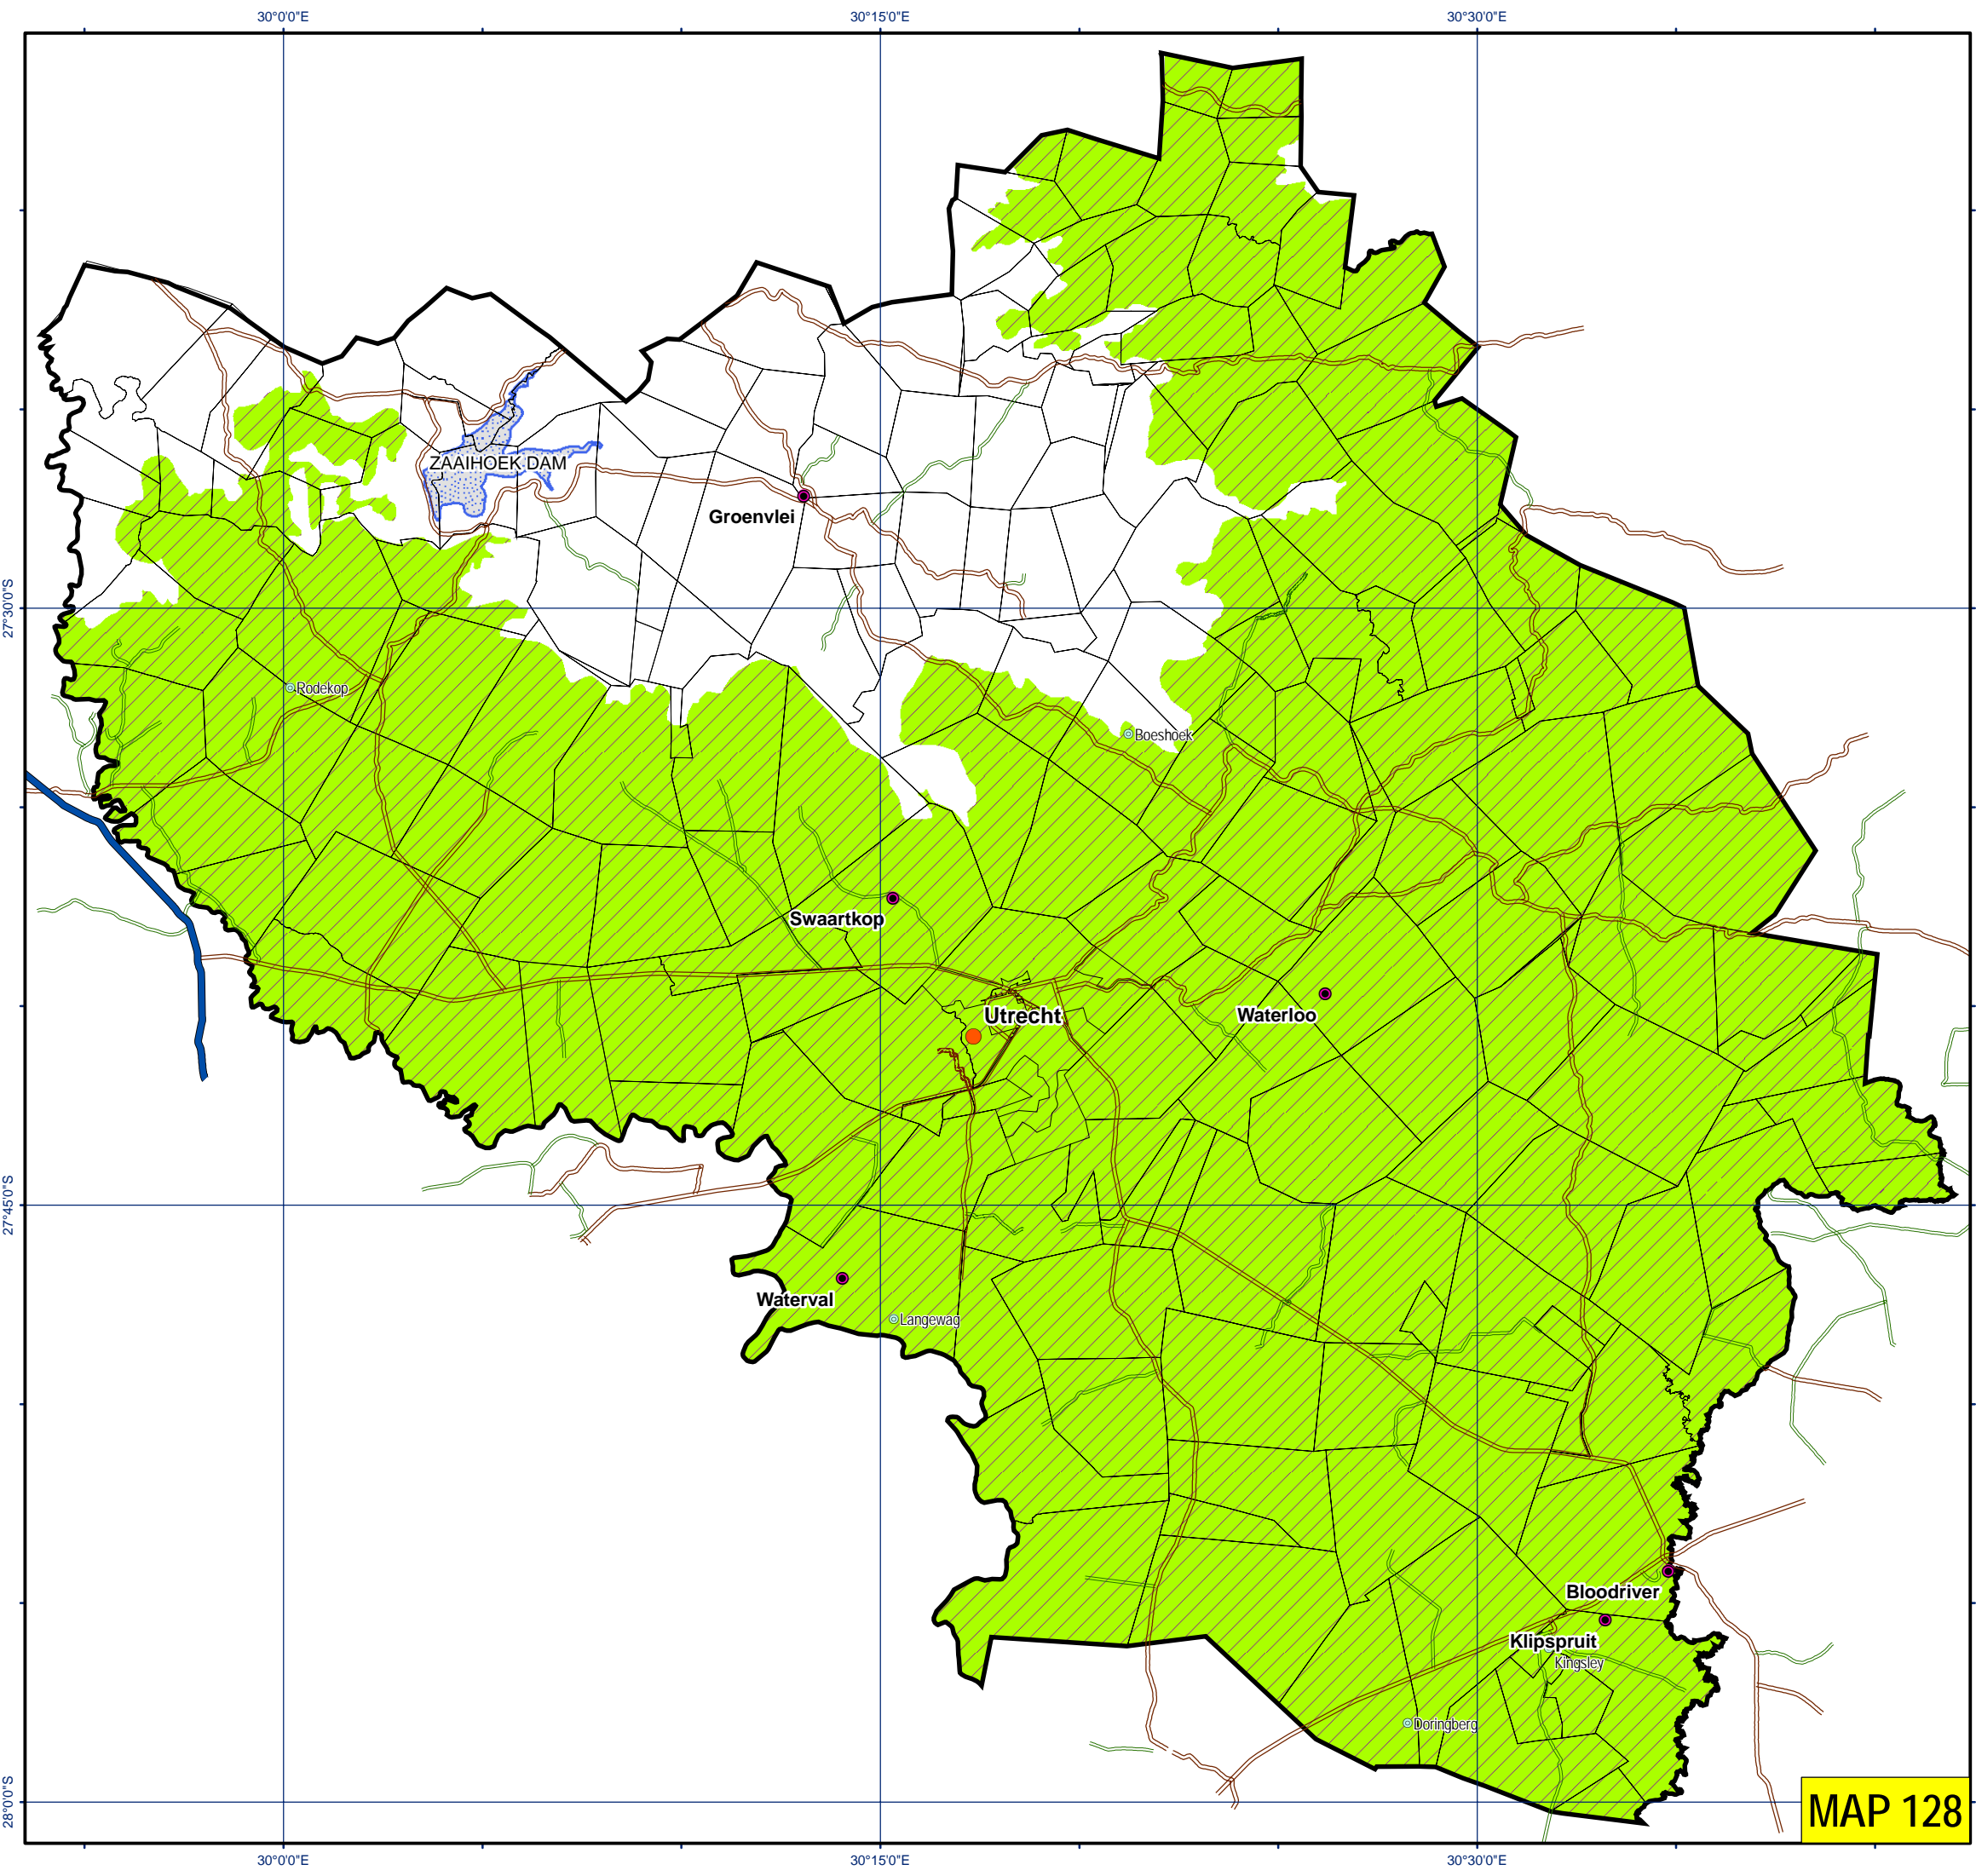 30°0'0"E
30°15'0"E
30°30'0"E
ZAAIHOEK DAM
Groenvlei
27°30'0"S
Rodekop
Boeshoek
Swaartkop
Utrecht
Waterloo
27°45'0"S
Waterval
Langewag
Bloodriver
Klipspruit
Kingsley
Doringberg
28°0'0"S
MAP 128
30°0'0"E
30°15'0"E
30°30'0"E